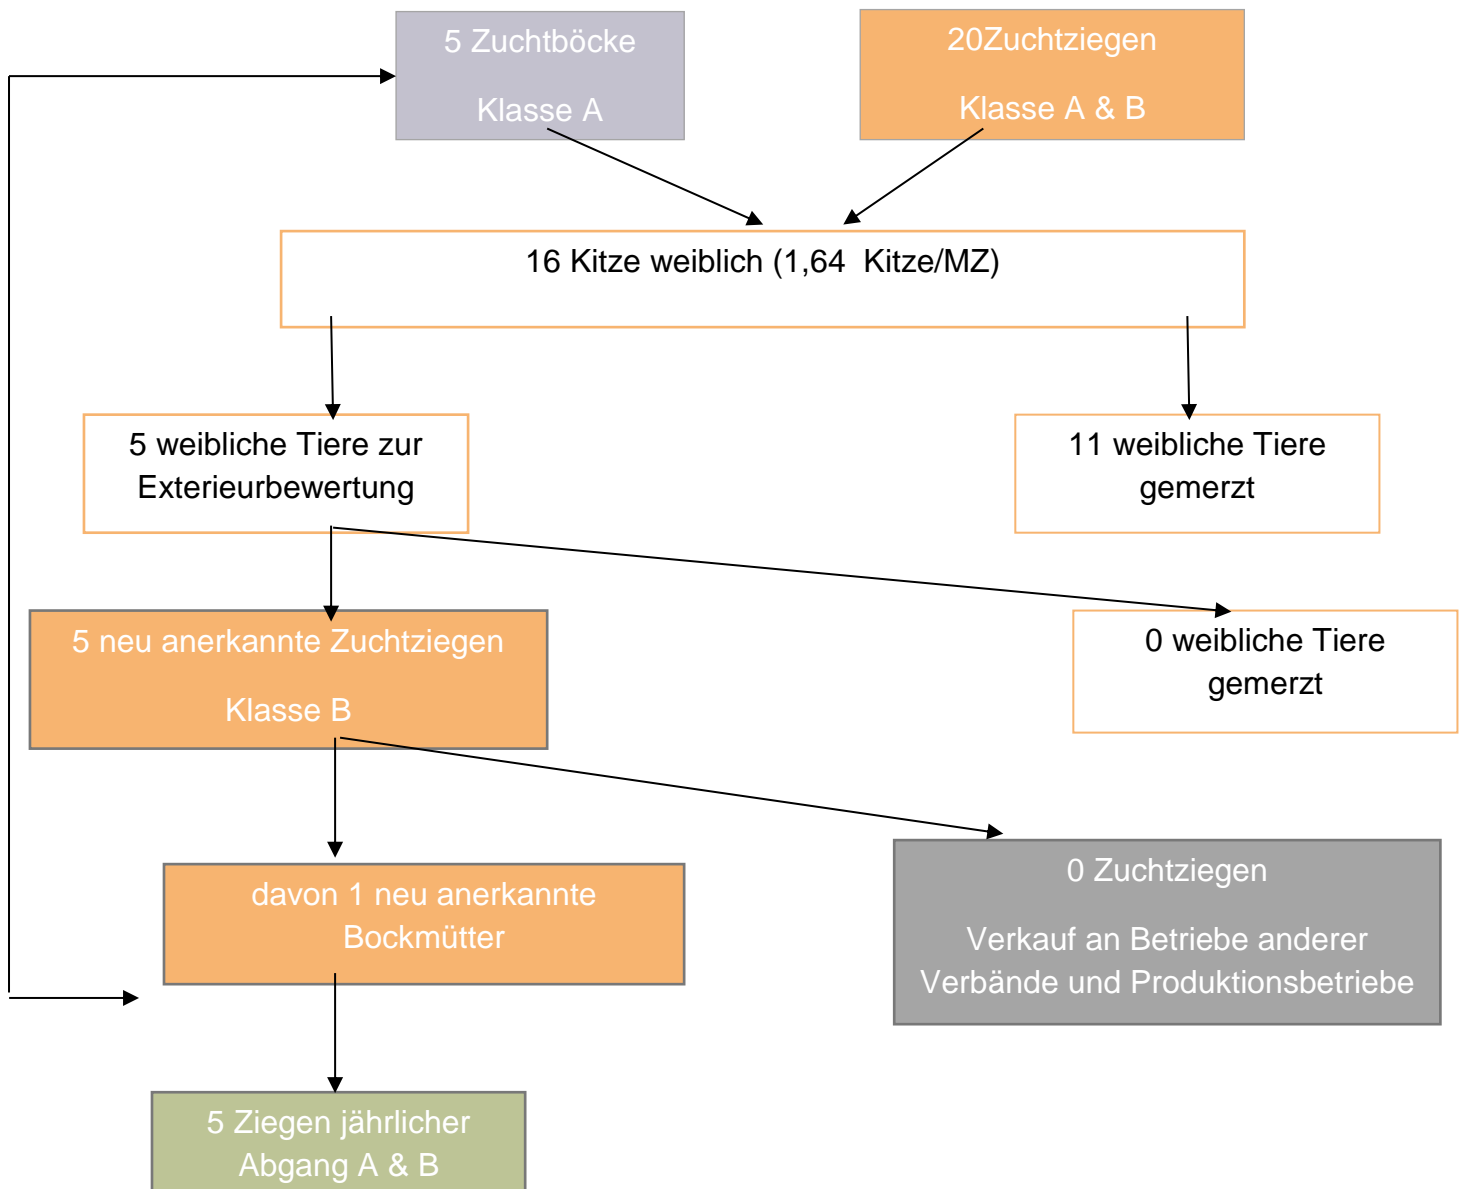 5 Zuchtböcke
Klasse A
20Zuchtziegen
Klasse A & B
16 Kitze weiblich (1,64  Kitze/MZ)
5 weibliche Tiere zur
Exterieurbewertung
11 weibliche Tiere
gemerzt
5 neu anerkannte Zuchtziegen
Klasse B
0 weibliche Tiere
gemerzt
davon 1 neu anerkannte
Bockmütter
0 Zuchtziegen
Verkauf an Betriebe anderer
Verbände und Produktionsbetriebe
5 Ziegen jährlicher
Abgang A & B